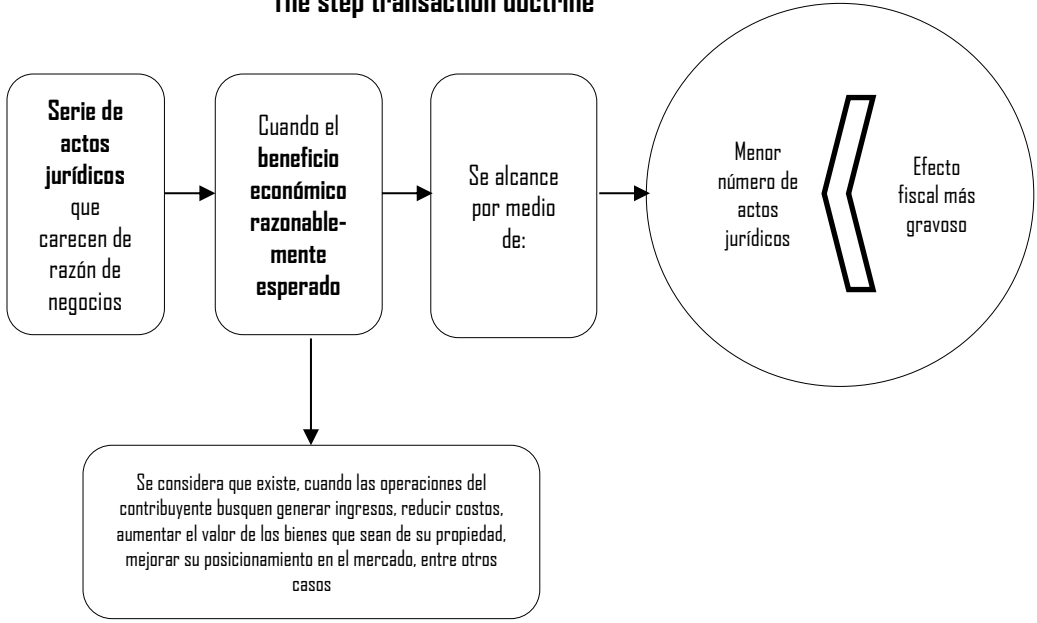 The step transaction doctrine
Serie de
actos
jurídicos
que
carecen de
razón de
negocios
Cuando el
beneficio
económico
razonable-
mente
esperado
Se alcance
por medio
de:
Menor
número de
actos
jurídicos
Efecto
fiscal más
gravoso
Se considera que existe, cuando las operaciones del
contribuyente busquen generar ingresos, reducir costos,
aumentar el valor de los bienes que sean de su propiedad,
mejorar su posicionamiento en el mercado, entre otros
casos